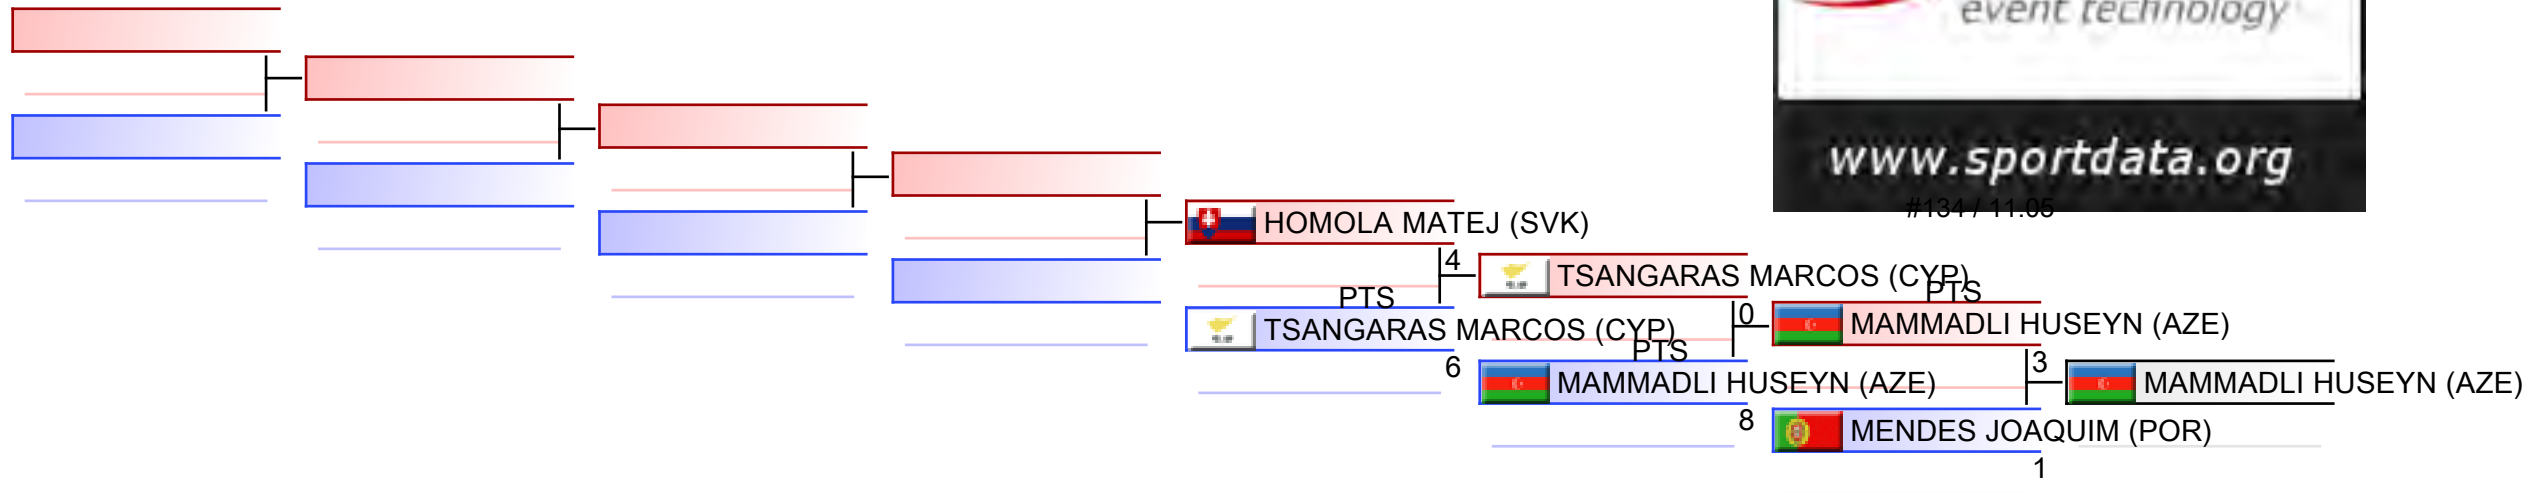 event technology
www.sportdata.org
#134 / 11.05
HOMOLA MATEJ (SVK)
4
TSANGARAS MARCOS (CYP)
PTS
PTS
0
MAMMADLI HUSEYN (AZE)
TSANGARAS MARCOS (CYP)
PTS
6
3
MAMMADLI HUSEYN (AZE)
MAMMADLI HUSEYN (AZE)
8
MENDES JOAQUIM (POR)
1